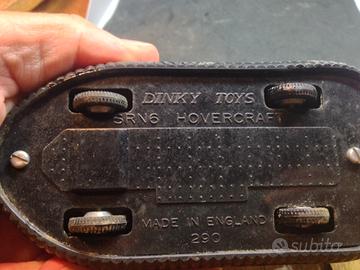 DINKY TOYS
SRN6 HOVERCRAFT
MADE IN ENGLAND
290
subito